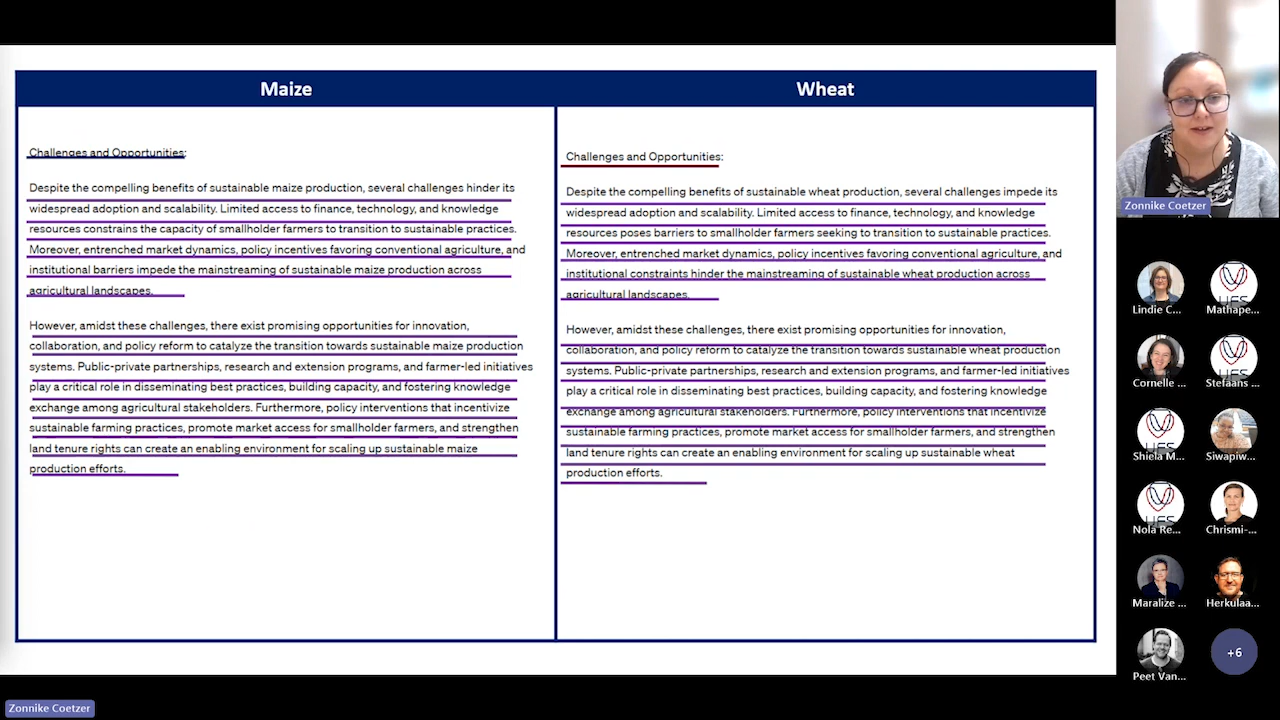 Maize
Challenges and Opportunities:
Despite the compelling benefits of sustainable maize production, several challenges hinder its
widespread adoption and scalability. Limited access to finance, technology, and knowledge
resources constrains the capacity of smallholder farmers to transition to sustainable practices.
Moreover, entrenched market dynamics, policy incentives favoring conventional agriculture, and
institutional barriers impede the mainstreaming of sustainable maize production across
agricultural landscapes.
However, amidst these challenges, there exist promising opportunities for innovation,
collaboration, and policy reform to catalyze the transition towards sustainable maize production
systems. Public-private partnerships, research and extension programs, and farmer-led initiatives
play a critical role in disseminating best practices, building capacity, and fostering knowledge
exchange among agricultural stakeholders. Furthermore, policy interventions that incentivize
sustainable farming practices, promote market access for smallholder farmers, and strengthen
land tenure rights can create an enabling environment for scaling up sustainable maize
production efforts.
Wheat
Challenges and Opportunities:
Despite the compelling benefits of sustainable wheat production, several challenges impede its
widespread adoption and scalability. Limited access to finance, technology, and knowledge
resources poses barriers to smallholder farmers seeking to transition to sustainable practices.
Moreover, entrenched market dynamics, policy incentives favoring conventional agriculture, and
institutional constraints hinder the mainstreaming of sustainable wheat production across
agricultural landscapes.
However, amidst these challenges, there exist promising opportunities for innovation,
collaboration, and policy reform to catalyze the transition towards sustainable wheat production
systems. Public-private partnerships, research and extension programs, and farmer-led initiatives
play a critical role in disseminating best practices, building capacity, and fostering knowledge
exchange among agricultural stakeholders. Furthermore, policy interventions that incentivize
sustainable farming practices, promote market access for smallholder farmers, and strengthen
land tenure rights can create an enabling environment for scaling up sustainable wheat
production efforts.
Zonnike Coetzer
Lindie C...
Mathape...
Cornelle ...
Stefaans ...
Shiela M...
Siwapiw...
Nola Re...
Chrismi-...
Maralize ...
Herkulaa...
Peet Van...
+6
Zonnike Coetzer